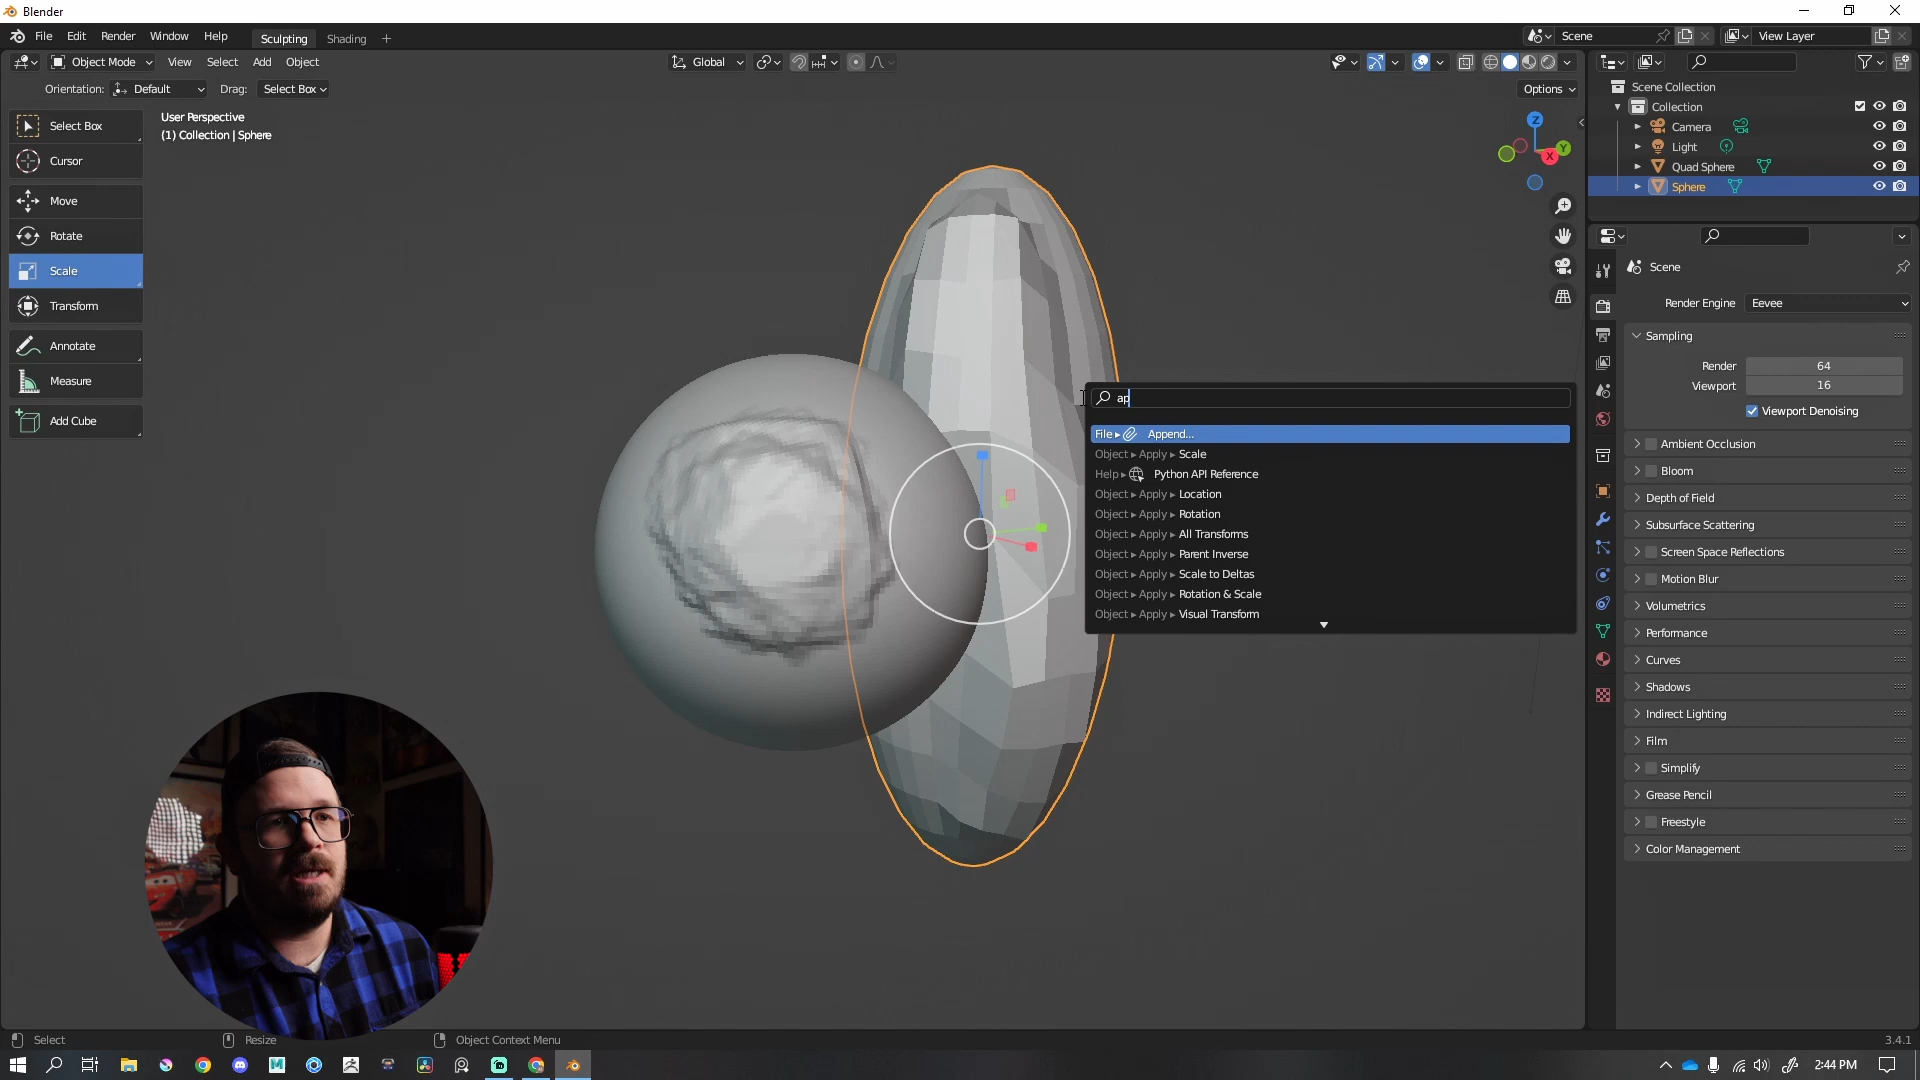 Blender
File Edit Render Window Help Sculpting Shading + Scene View Layer
Object Mode View Select Add Object Global
Orientation: Default Drag: Select Box Options
User Perspective
(1) Collection | Sphere
Select Box
Cursor
Move
Rotate
Scale
Transform
Annotate
Measure
Add Cube
Z
Y
X
ap
File ▸ Append...
Object ▸ Apply ▸ Scale
Help ▸ Python API Reference
Object ▸ Apply ▸ Location
Object ▸ Apply ▸ Rotation
Object ▸ Apply ▸ All Transforms
Object ▸ Apply ▸ Parent Inverse
Object ▸ Apply ▸ Scale to Deltas
Object ▸ Apply ▸ Rotation & Scale
Object ▸ Apply ▸ Visual Transform
Scene Collection
Collection
Camera
Light
Quad Sphere
Sphere
Scene
Render Engine Eevee
Sampling
Render 64
Viewport 16
Viewport Denoising
Ambient Occlusion
Bloom
Depth of Field
Subsurface Scattering
Screen Space Reflections
Motion Blur
Volumetrics
Performance
Curves
Shadows
Indirect Lighting
Film
Simplify
Grease Pencil
Freestyle
Color Management
Select Resize Object Context Menu 3.4.1
2:44 PM